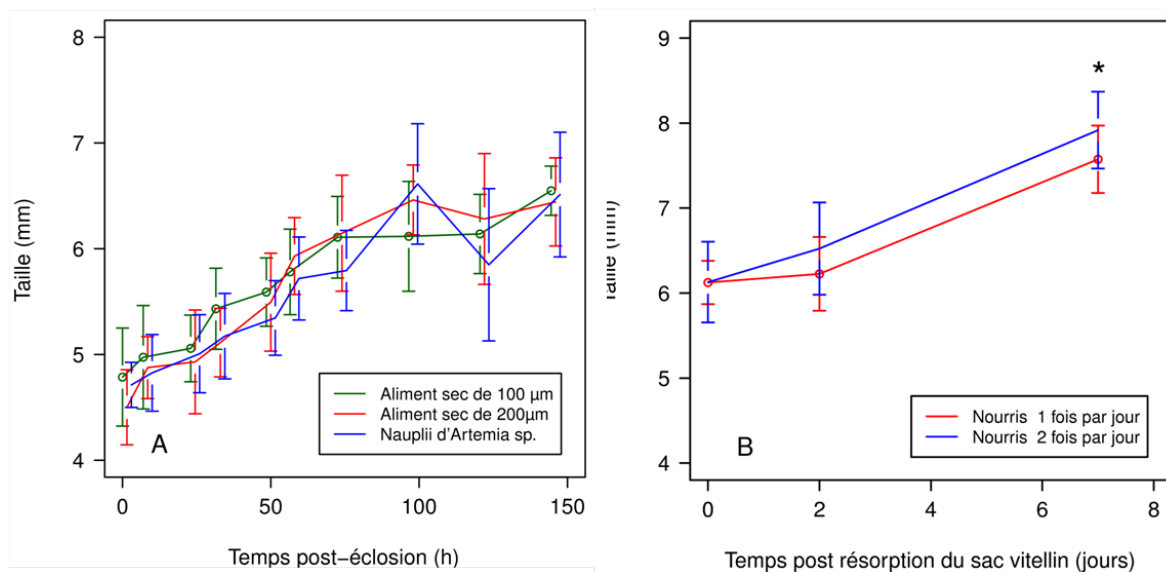 8
7
6
5
4
Taille (mm)
A
Aliment sec de 100 µm
Aliment sec de 200µm
Nauplii d'Artemia sp.
0
50
100
150
Temps post−éclosion (h)
9
8
7
6
5
4
Taille (mm)
*
B
Nourris 1 fois par jour
Nourris 2 fois par jour
0
2
4
6
8
Temps post résorption du sac vitellin (jours)